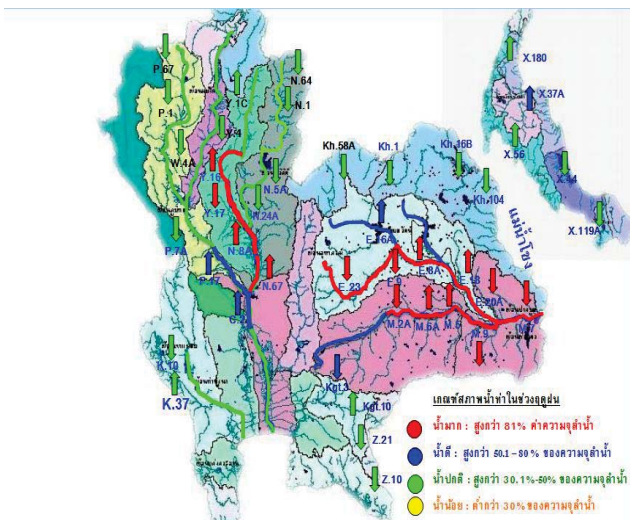 P.67
N.64
X.180
P.1
Y.1C
N.1
X.37A
Y.4
Kh.58A
Kh.1
Kh.16B
X.56
W.4A
Y.16
X.44
N.5A
Kh.104
Y.17
N.24A
X.119A
แม่น้ำโขง
P.7A
N.8A
E.16A
E.8A
P.17
N.67
E.23
E.9
E.18
E.20A
C.2
M.2A
M.6A
M.5
M.9
M.7
K.10
Kgt.3
K.37
Kgt.10
เกณฑ์สภาพน้ำท่าในช่วงฤดูฝน
น้ำมาก : สูงกว่า 81% ค่าความจุลำน้ำ
Z.21
น้ำดี : สูงกว่า 50.1 - 80 % ของความจุลำน้ำ
Z.10
น้ำปกติ : สูงกว่า 30.1%-50% ของความจุลำน้ำ
น้ำน้อย : ต่ำกว่า 30% ของความจุลำน้ำ